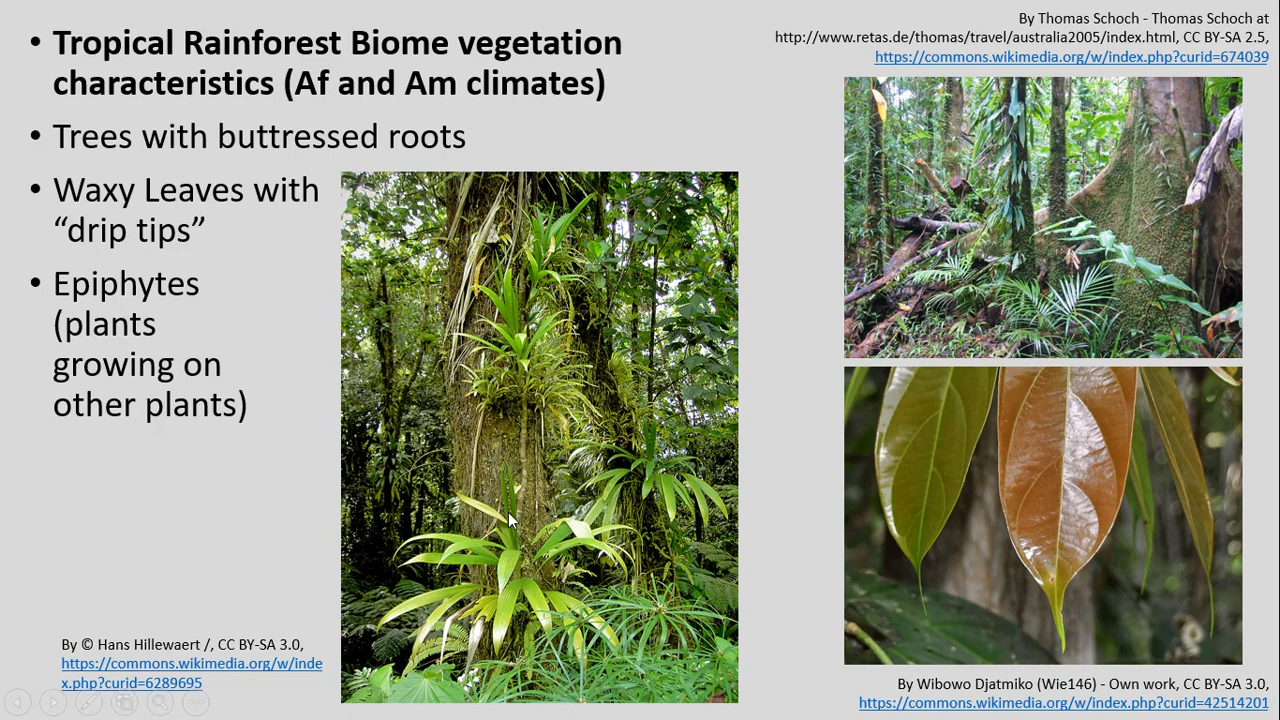 • Tropical Rainforest Biome vegetation
characteristics (Af and Am climates)
• Trees with buttressed roots
• Waxy Leaves with
“drip tips”
• Epiphytes
(plants
growing on
other plants)
By © Hans Hillewaert /, CC BY-SA 3.0,
https://commons.wikimedia.org/w/inde
x.php?curid=6289695
By Thomas Schoch - Thomas Schoch at
http://www.retas.de/thomas/travel/australia2005/index.html, CC BY-SA 2.5,
https://commons.wikimedia.org/w/index.php?curid=674039
By Wibowo Djatmiko (Wie146) - Own work, CC BY-SA 3.0,
https://commons.wikimedia.org/w/index.php?curid=42514201